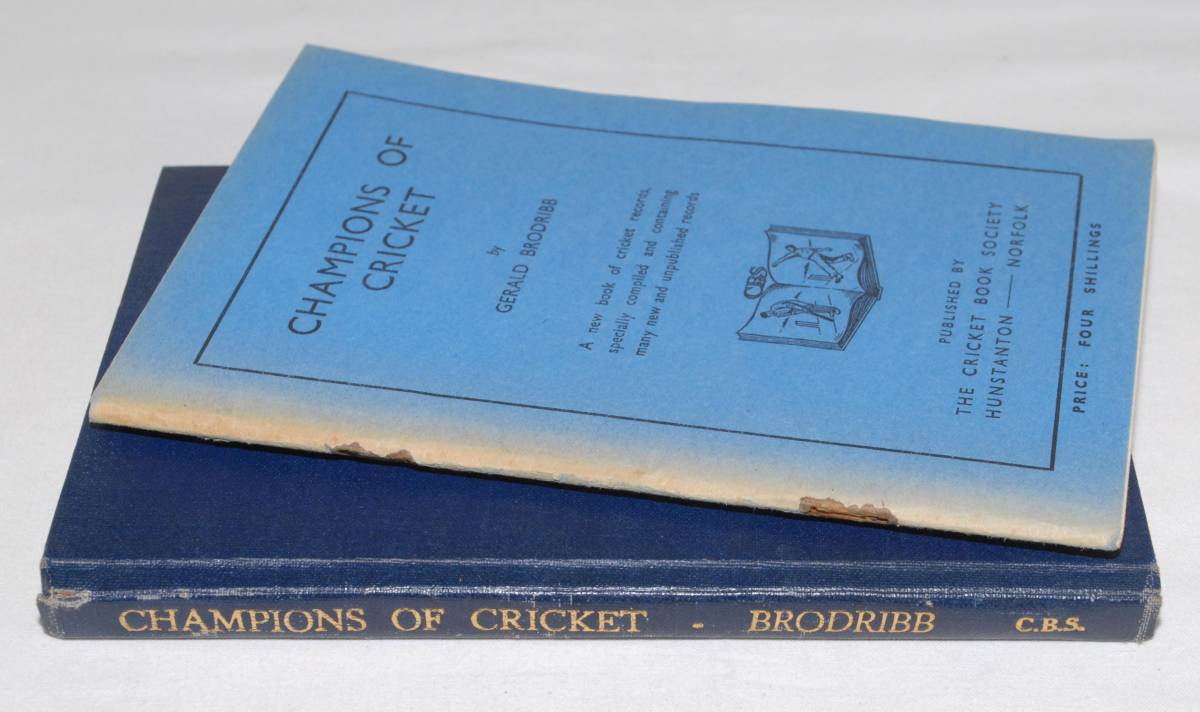 CHAMPIONS OF
CRICKET
by
GERALD BRODRIBB
A new book of cricket records,
specially compiled and containing
many new and unpublished records
CBS
PUBLISHED BY
THE CRICKET BOOK SOCIETY
HUNSTANTON — NORFOLK
PRICE: FOUR SHILLINGS
CHAMPIONS OF CRICKET . BRODRIBB C.B.S.